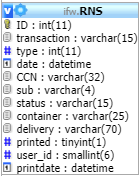 ifw.RNS
ID : int(11)
transaction : varchar(15)
type : int(11)
date : datetime
CCN : varchar(32)
sub : varchar(4)
status : varchar(15)
container : varchar(25)
delivery : varchar(70)
printed : tinyint(1)
user_id : smallint(6)
printdate : datetime